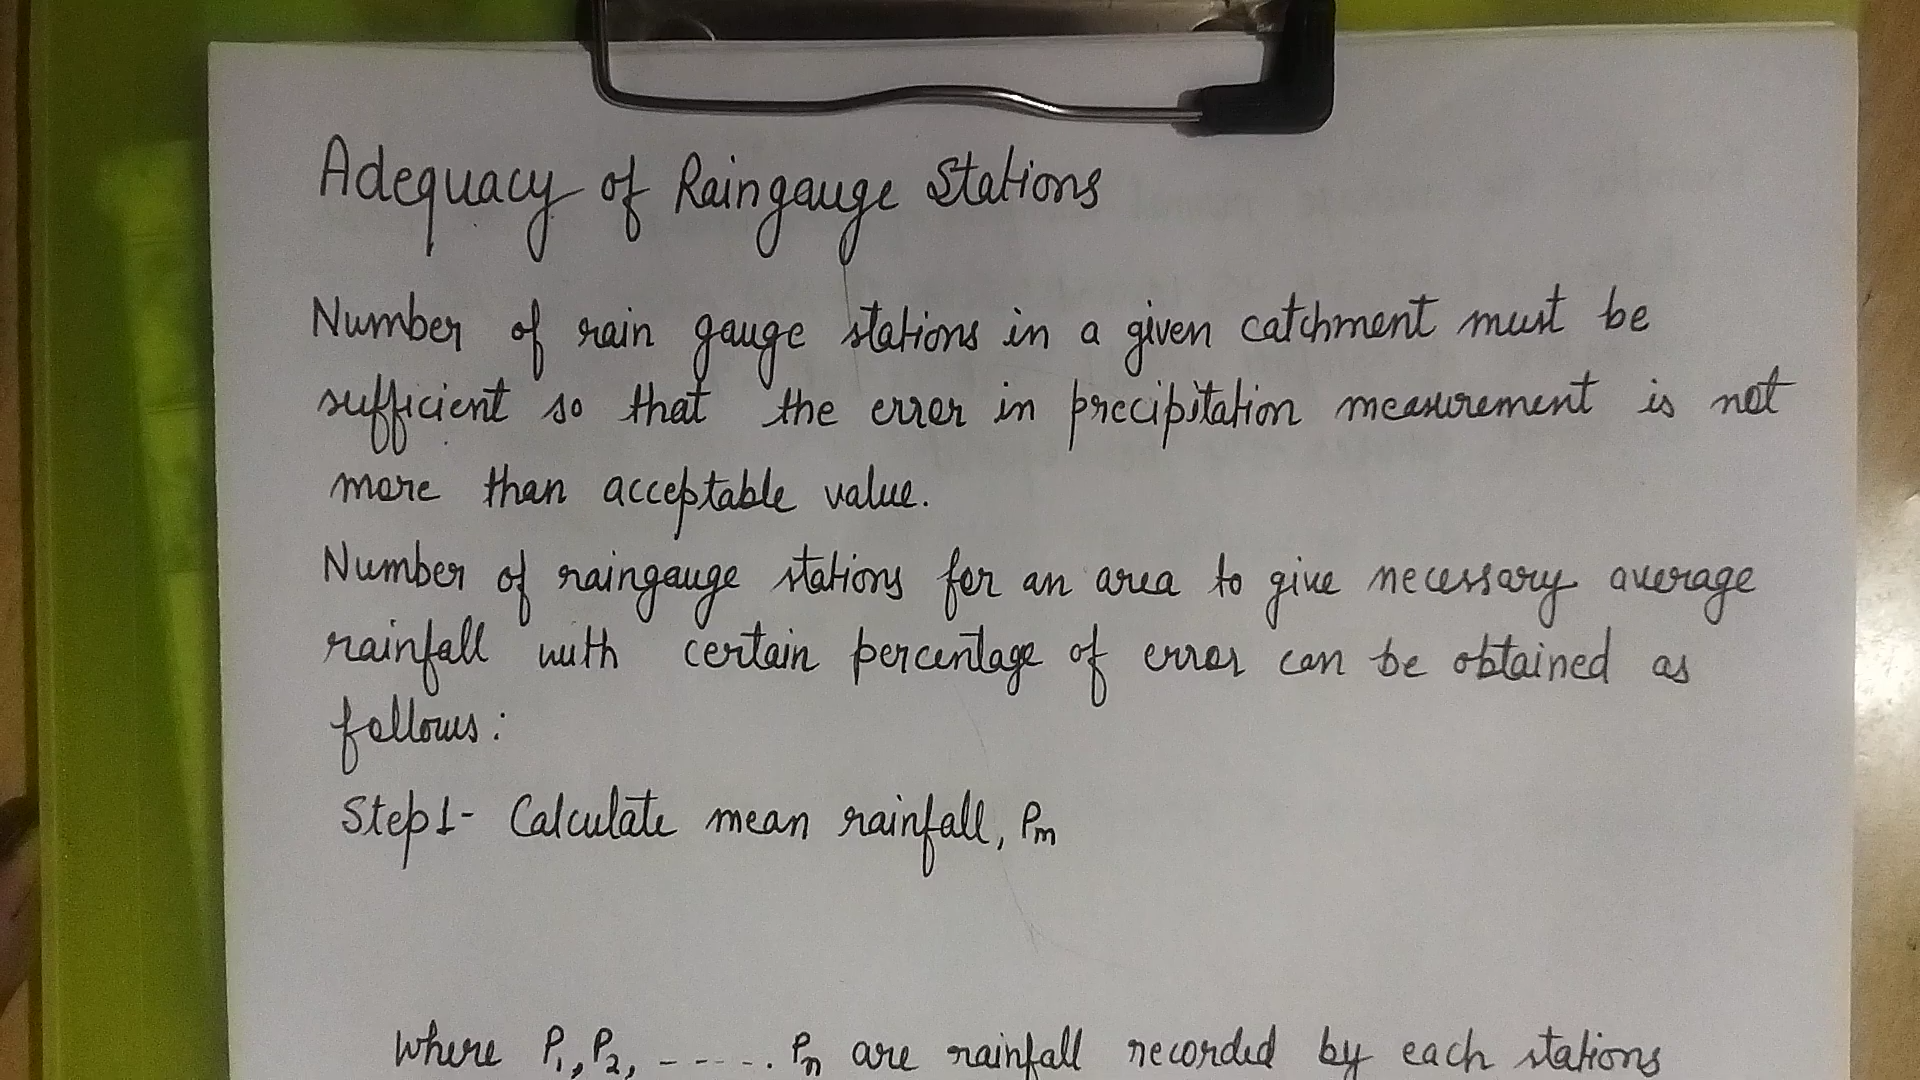 Adequacy of Raingauge Stations
Number of rain gauge stations in a given catchment must be
sufficient so that the error in precipitation measurement is not
more than acceptable value.
Number of raingauge stations for an area to give necessary average
rainfall with certain percentage of error can be obtained as
follows:
Step1- Calculate mean rainfall, Pm
Where P1, P2, ------. Pn are rainfall recorded by each stations